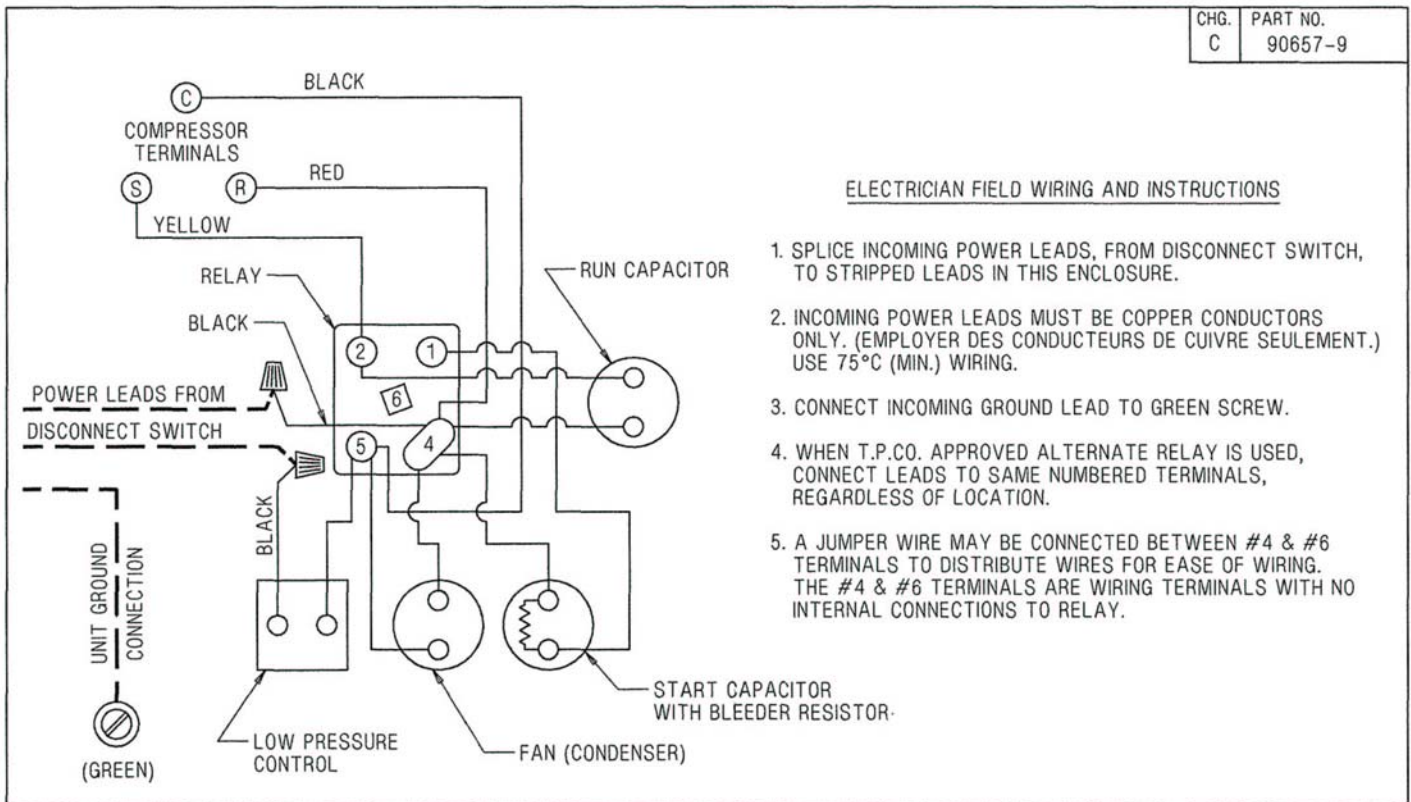 CHG. PART NO.
C 90657-9
BLACK
C
COMPRESSOR
TERMINALS
S
R
RED
YELLOW
RELAY
RUN CAPACITOR
BLACK
2
1
6
5
4
POWER LEADS FROM
DISCONNECT SWITCH
BLACK
UNIT GROUND
CONNECTION
(GREEN)
LOW PRESSURE
CONTROL
FAN (CONDENSER)
START CAPACITOR
WITH BLEEDER RESISTOR
ELECTRICIAN FIELD WIRING AND INSTRUCTIONS
1. SPLICE INCOMING POWER LEADS, FROM DISCONNECT SWITCH,
TO STRIPPED LEADS IN THIS ENCLOSURE.
2. INCOMING POWER LEADS MUST BE COPPER CONDUCTORS
ONLY. (EMPLOYER DES CONDUCTEURS DE CUIVRE SEULEMENT.)
USE 75°C (MIN.) WIRING.
3. CONNECT INCOMING GROUND LEAD TO GREEN SCREW.
4. WHEN T.P.CO. APPROVED ALTERNATE RELAY IS USED,
CONNECT LEADS TO SAME NUMBERED TERMINALS,
REGARDLESS OF LOCATION.
5. A JUMPER WIRE MAY BE CONNECTED BETWEEN #4 & #6
TERMINALS TO DISTRIBUTE WIRES FOR EASE OF WIRING.
THE #4 & #6 TERMINALS ARE WIRING TERMINALS WITH NO
INTERNAL CONNECTIONS TO RELAY.